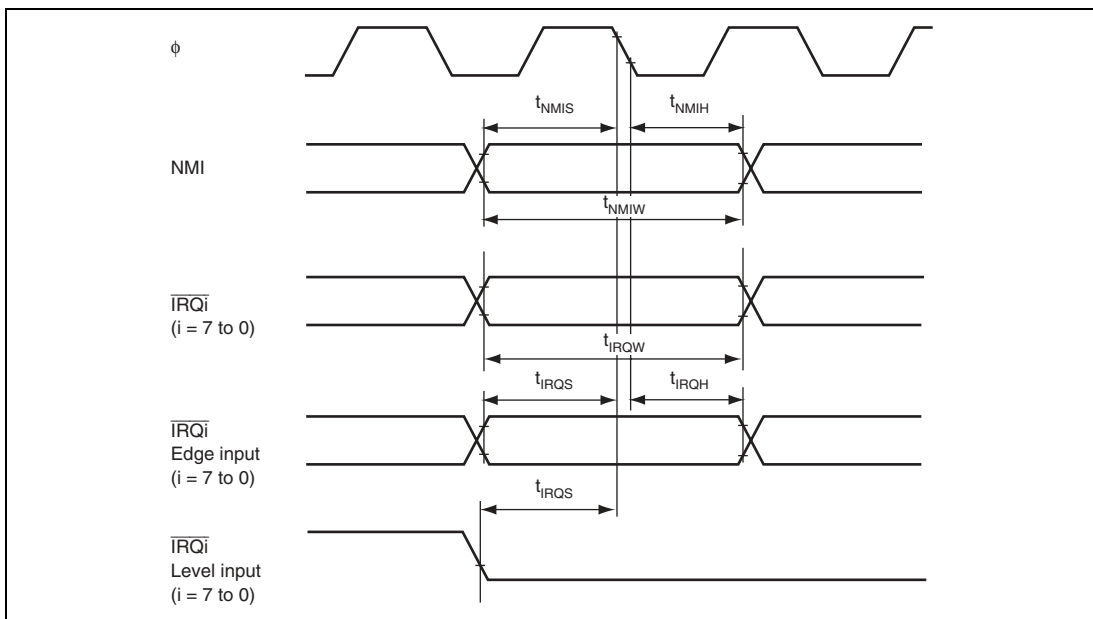 ϕ
tNMIS tNMIH
NMI
tNMIW
IRQi
(i = 7 to 0)
tIRQW
tIRQS tIRQH
IRQi
Edge input
(i = 7 to 0)
tIRQS
IRQi
Level input
(i = 7 to 0)